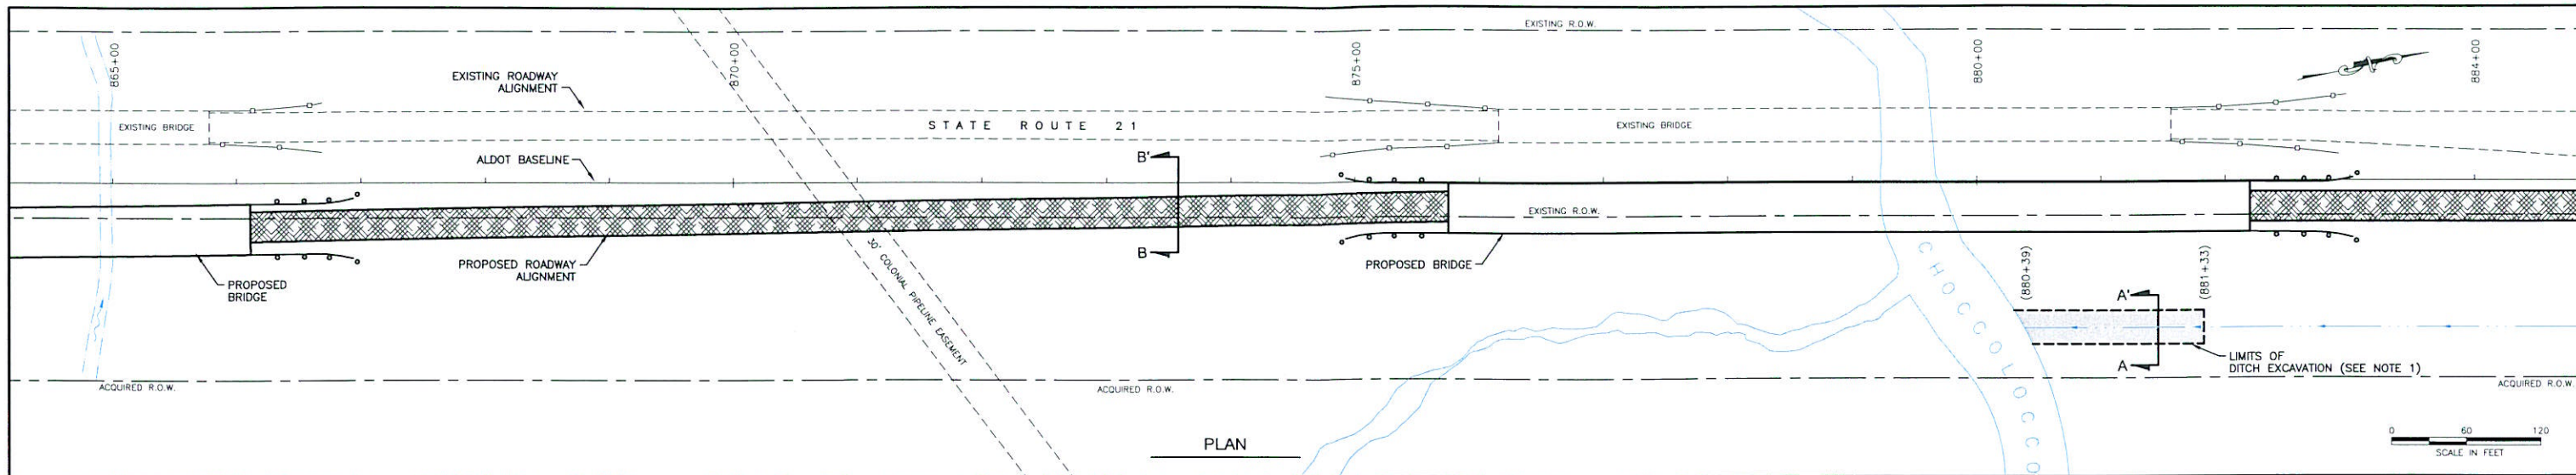 EXISTING R.O.W.
865+00
870+00
875+00
880+00
884+00
N
EXISTING ROADWAY
ALIGNMENT
EXISTING BRIDGE
STATE ROUTE 21
EXISTING BRIDGE
ALDOT BASELINE
B'
EXISTING R.O.W.
B
PROPOSED BRIDGE
PROPOSED ROADWAY
ALIGNMENT
PROPOSED
BRIDGE
50' COLONIAL PIPELINE EASEMENT
CHOCCOLOCCO
(880+39)
(881+33)
A'
A
LIMITS OF
DITCH EXCAVATION (SEE NOTE 1)
ACQUIRED R.O.W.
ACQUIRED R.O.W.
ACQUIRED R.O.W.
PLAN
0 60 120
SCALE IN FEET